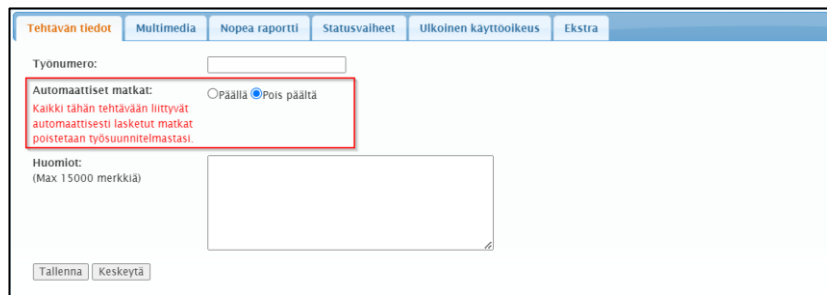 Tehtävän tiedot Multimedia Nopea raportti Statusvaiheet Ulkoinen käyttöoikeus Ekstra
Työnumero:
Automaattiset matkat: Päällä Pois päältä
Kaikki tähän tehtävään liittyvät
automaattisesti lasketut matkat
poistetaan työsuunnitelmastasi.
Huomiot:
(Max 15000 merkkiä)
Tallenna Keskeytä